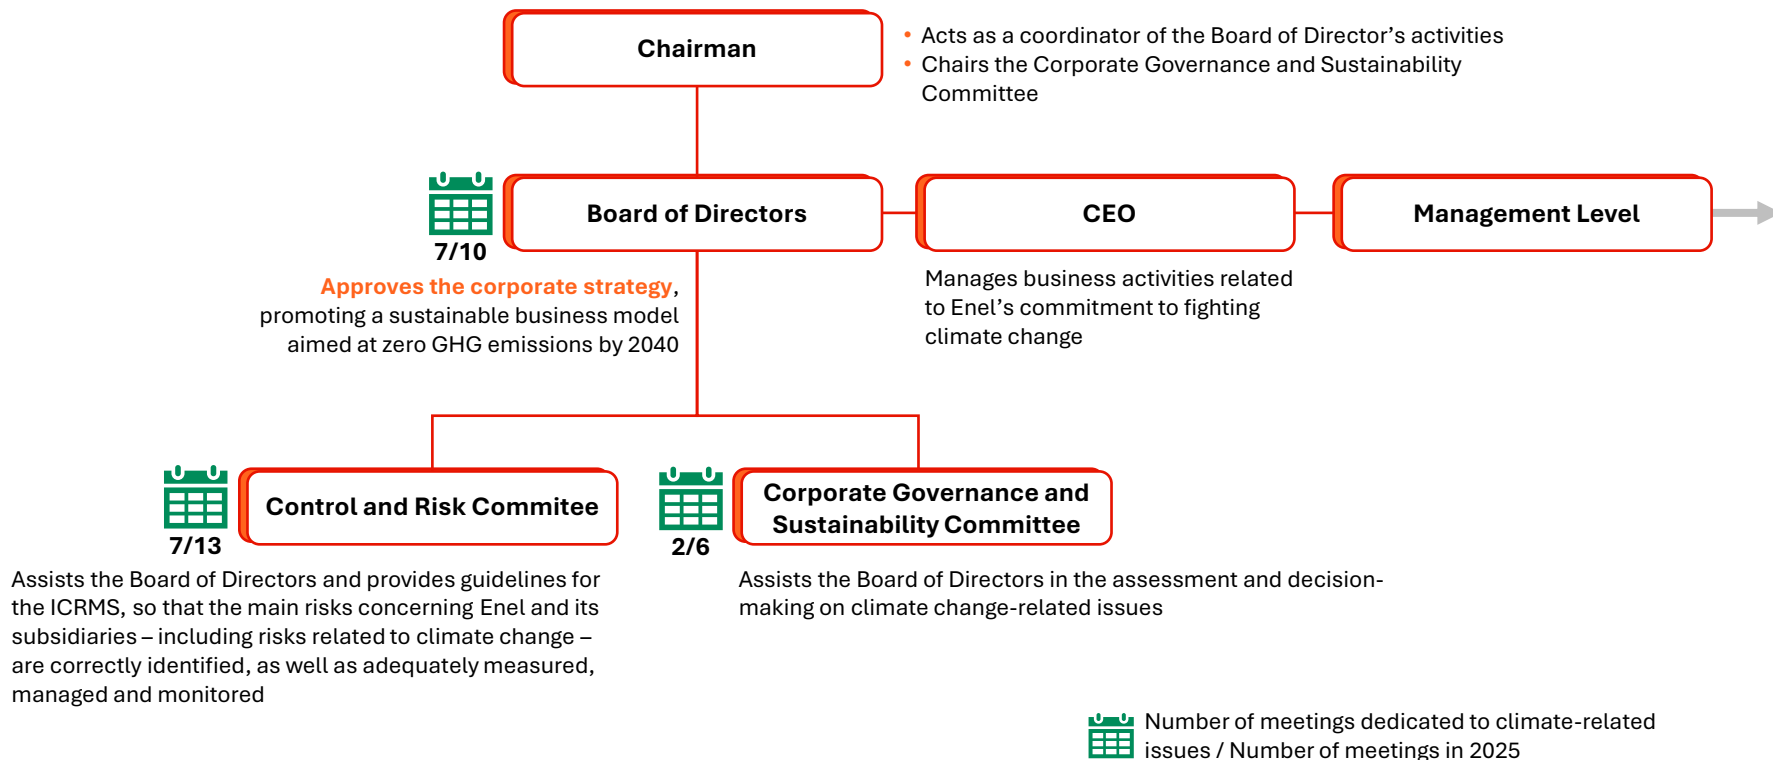 Chairman
• Acts as a coordinator of the Board of Director’s activities
• Chairs the Corporate Governance and Sustainability
Committee
7/10
Board of Directors
CEO
Management Level
Approves the corporate strategy,
promoting a sustainable business model
aimed at zero GHG emissions by 2040
Manages business activities related
to Enel’s commitment to fighting
climate change
7/13
Control and Risk Commitee
2/6
Corporate Governance and
Sustainability Committee
Assists the Board of Directors and provides guidelines for
the ICRMS, so that the main risks concerning Enel and its
subsidiaries – including risks related to climate change –
are correctly identified, as well as adequately measured,
managed and monitored
Assists the Board of Directors in the assessment and decision-
making on climate change-related issues
Number of meetings dedicated to climate-related
issues / Number of meetings in 2025